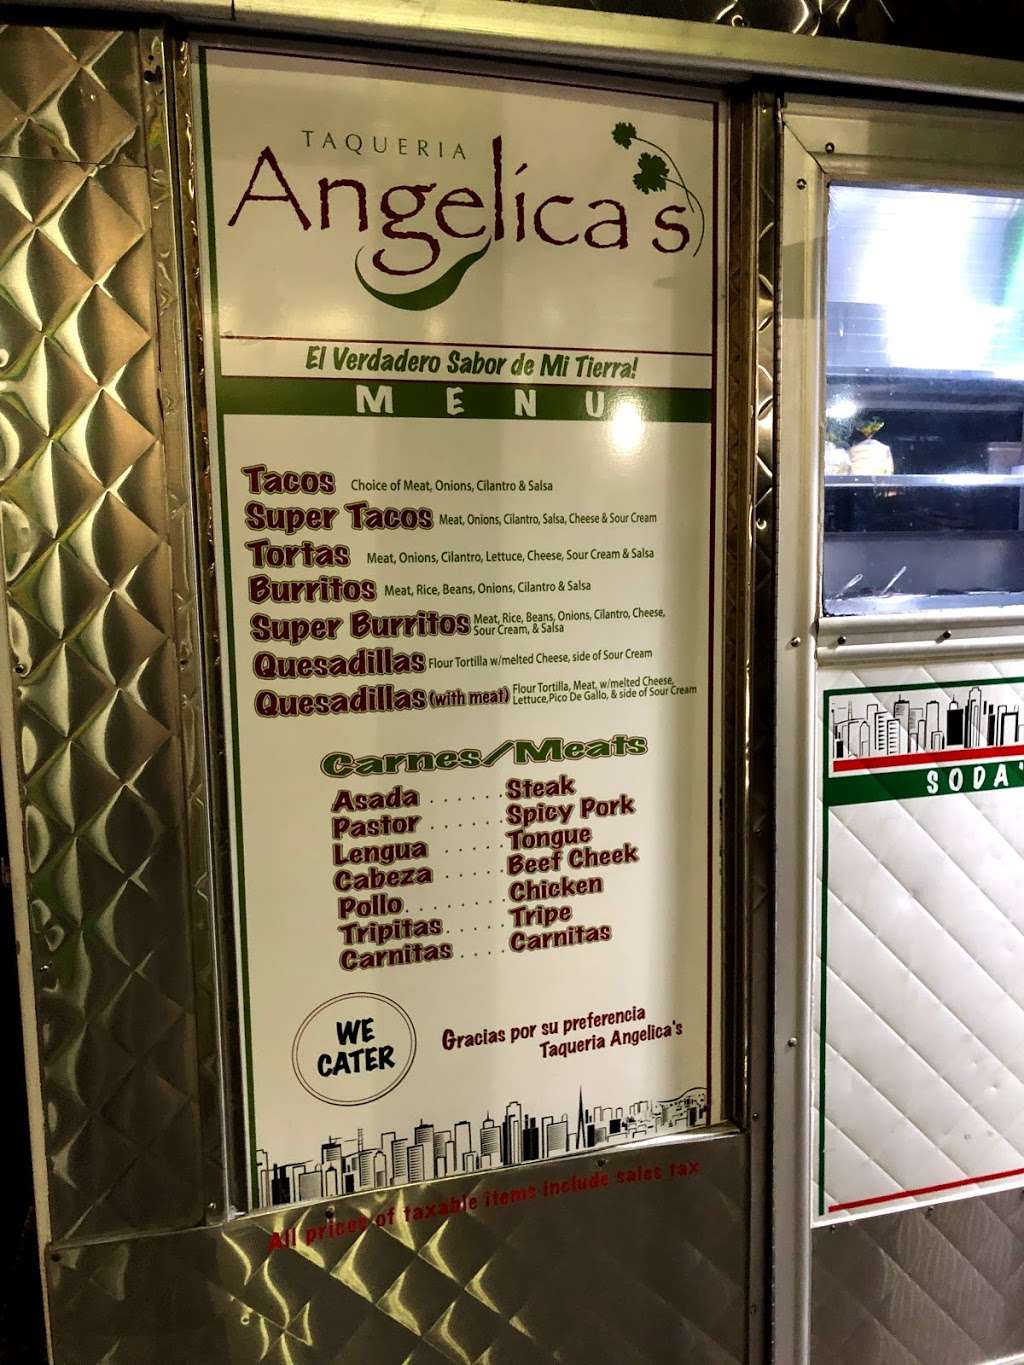 TAQUERIA
Angelica's
El Verdadero Sabor de Mi Tierra!
MENU
Tacos Choice of Meat, Onions, Cilantro & Salsa
Super Tacos Meat, Onions, Cilantro, Salsa, Cheese & Sour Cream
Tortas Meat, Onions, Cilantro, Lettuce, Cheese, Sour Cream & Salsa
Burritos Meat, Rice, Beans, Onions, Cilantro & Salsa
Super Burritos Meat, Rice, Beans, Onions, Cilantro, Cheese,
Sour Cream, & Salsa
Quesadillas Flour Tortilla w/melted Cheese, side of Sour Cream
Quesadillas (with meat) Flour Tortilla, Meat, w/melted Cheese,
Lettuce,Pico De Gallo, & side of Sour Cream
Carnes/Meats
Asada . . . . . . Steak
Pastor . . . . . . Spicy Pork
Lengua . . . . . Tongue
Cabeza . . . . . Beef Cheek
Pollo. . . . . . . . Chicken
Tripitas. . . . . Tripe
Carnitas . . . . Carnitas
WE
CATER
Gracias por su preferencia
Taqueria Angelica's
All prices of taxable items include sales tax
SODA'